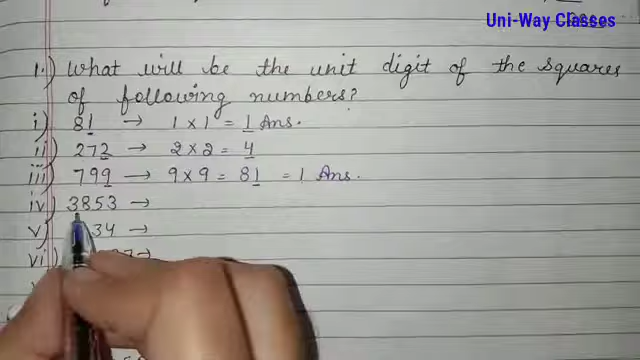 Uni-Way Classes
1.) What will be the unit digit of the squares
of following numbers?
i) 81 → 1 × 1 = 1 Ans.
ii) 272 → 2 × 2 = 4
iii) 799 → 9 × 9 = 81 = 1 Ans.
iv) 3853 →
v) 34 →
vi) 7 →